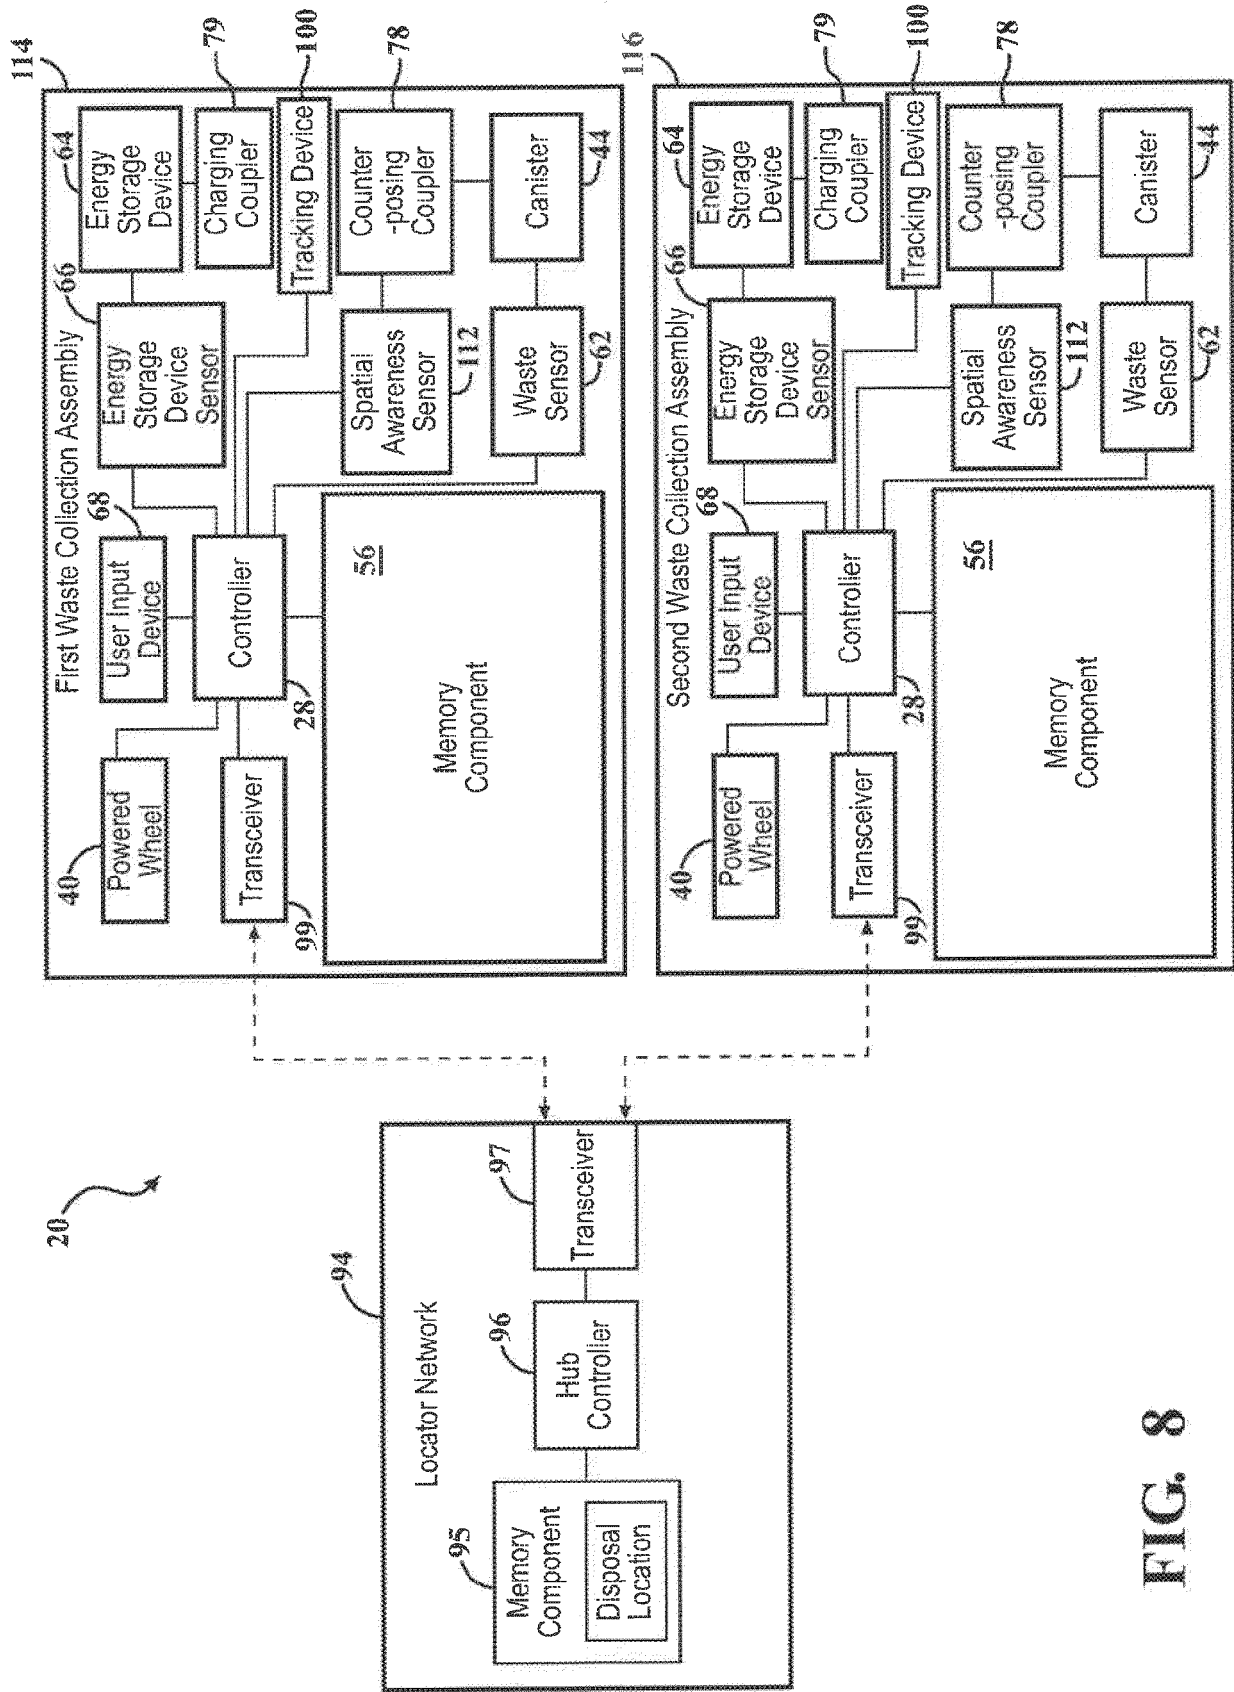 20
94
Locator Network
95
Memory
Component
Disposal
Location
96
Hub
Controller
97
Transceiver
114
First Waste Collection Assembly
40
Powered
Wheel
68
User Input
Device
66
Energy
Storage
Device
Sensor
64
Energy
Storage
Device
Charging
Coupler
79
Tracking Device
100
Transceiver
99
Controller
28
Spatial
Awareness
Sensor
112
Counter
-posing
Coupler
78
Memory
Component
56
Waste
Sensor
62
Canister
44
116
Second Waste Collection Assembly
40
Powered
Wheel
68
User Input
Device
66
Energy
Storage
Device
Sensor
64
Energy
Storage
Device
Charging
Coupler
79
Tracking Device
100
Transceiver
99
Controller
28
Spatial
Awareness
Sensor
112
Counter
-posing
Coupler
78
Memory
Component
56
Waste
Sensor
62
Canister
44
FIG. 8